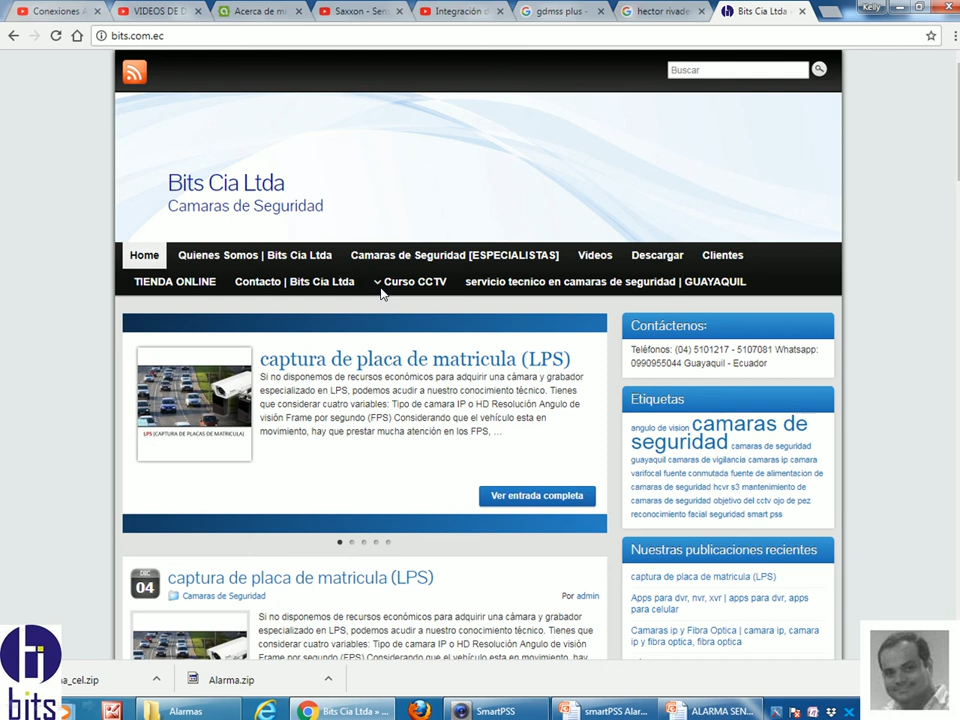 Conexiones A
VIDEOS DE D
Acerca de m
Saxxon - Sen
Integración d
gdmss plus -
hector rivade
Bits Cia Ltda
Kelly
bits.com.ec
Buscar
Bits Cia Ltda
Camaras de Seguridad
Home
Quienes Somos | Bits Cia Ltda
Camaras de Seguridad [ESPECIALISTAS]
Videos
Descargar
Clientes
TIENDA ONLINE
Contacto | Bits Cia Ltda
Curso CCTV
servicio tecnico en camaras de seguridad | GUAYAQUIL
captura de placa de matricula (LPS)
Si no disponemos de recursos económicos para adquirir una cámara y grabador
especializado en LPS, podemos acudir a nuestro conocimiento técnico. Tienes
que considerar cuatro variables: Tipo de camara IP o HD Resolución Angulo de
visión Frame por segundo (FPS) Considerando que el vehículo esta en
movimiento, hay que prestar mucha atención en los FPS, ...
LPS (CAPTURA DE PLACAS DE MATRICULA)
Ver entrada completa
DEC
04
captura de placa de matricula (LPS)
Camaras de Seguridad
Por admin
Si no disponemos de recursos económicos para adquirir una cámara y grabador
especializado en LPS, podemos acudir a nuestro conocimiento técnico. Tienes
que considerar cuatro variables: Tipo de camara IP o HD Resolución Angulo de
visión Frame por segundo (FPS) Considerando que el vehículo esta en
Contáctenos:
Teléfonos: (04) 5101217 - 5107081 Whatsapp:
0990955044 Guayaquil - Ecuador
Etiquetas
angulo de vision camaras de
seguridad camaras de seguridad
guayaquil camaras de vigilancia camaras ip camara
varifocal fuente conmutada fuente de alimentacion de
camaras de seguridad hcvr s3 mantenimiento de
camaras de seguridad objetivo del cctv ojo de pez
reconocimiento facial seguridad smart pss
Nuestras publicaciones recientes
captura de placa de matricula (LPS)
Apps para dvr, nvr, xvr | apps para dvr, apps
para celular
Camaras ip y Fibra Optica | camara ip, camara
ip y fibra optica, fibra optica
na_cel.zip
Alarma.zip
bits
Alarmas
Bits Cia Ltda » ...
SmartPSS
smartPSS Alar...
ALARMA SEN...